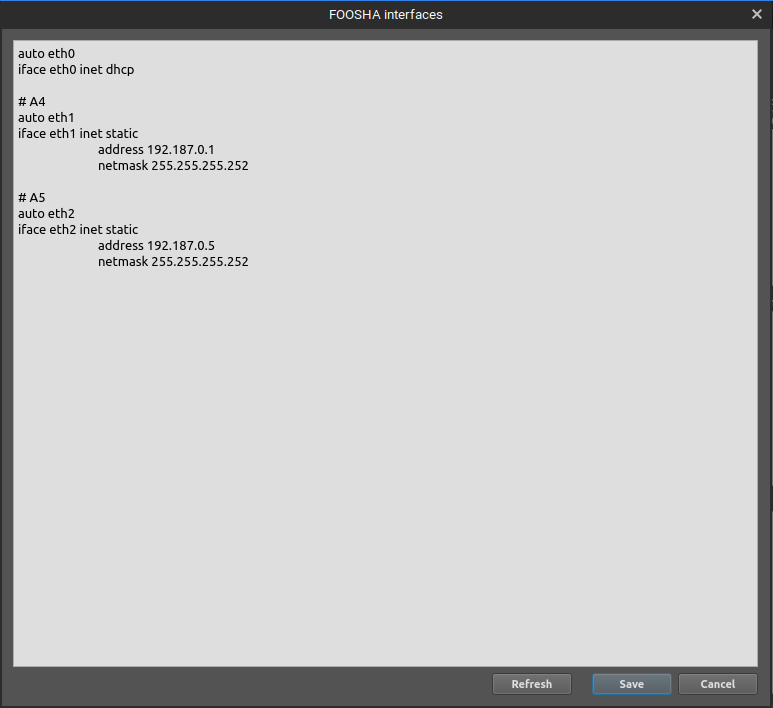 FOOSHA interfaces
auto eth0
iface eth0 inet dhcp
# A4
auto eth1
iface eth1 inet static
address 192.187.0.1
netmask 255.255.255.252
# A5
auto eth2
iface eth2 inet static
address 192.187.0.5
netmask 255.255.255.252
Refresh Save Cancel